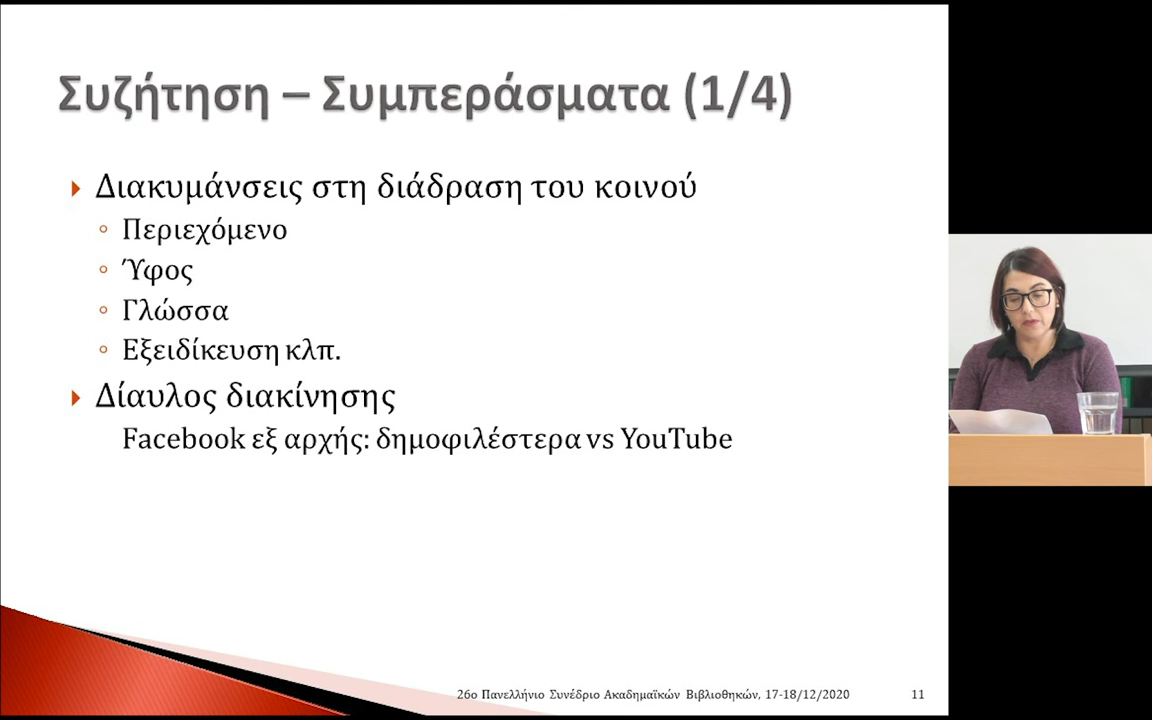 Συζήτηση – Συμπεράσματα (1/4)
Διακυμάνσεις στη διάδραση του κοινού
Περιεχόμενο
Ύφος
Γλώσσα
Εξειδίκευση κλπ.
Δίαυλος διακίνησης
Facebook εξ αρχής: δημοφιλέστερα vs YouTube
26ο Πανελλήνιο Συνέδριο Ακαδημαϊκών Βιβλιοθηκών, 17-18/12/2020
11